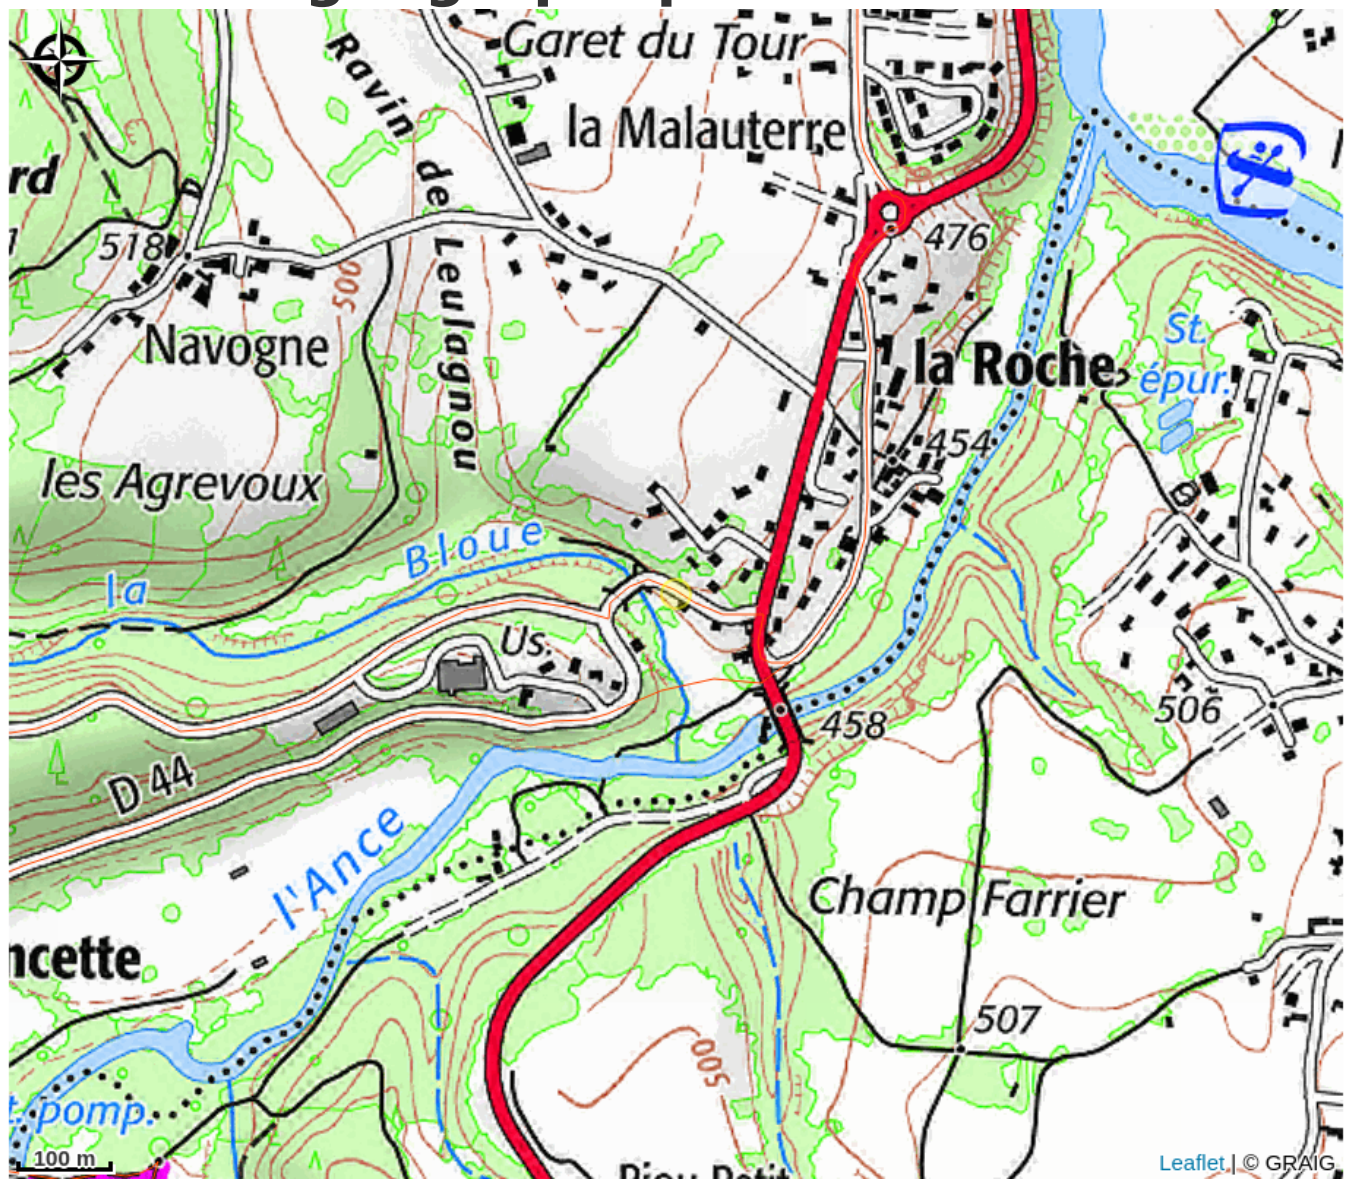 Garet du Tour
Ravin de Leulagnou
la Malauterre
rd
518
476
500
Navogne
la Roche
St.
épur.
454
les Agrevoux
la Bloue
Us.
506
458
D 44
l'Ance
Champ Farrier
ncette
507
500
t. pomp.
100 m
Leaflet | © GRAIG